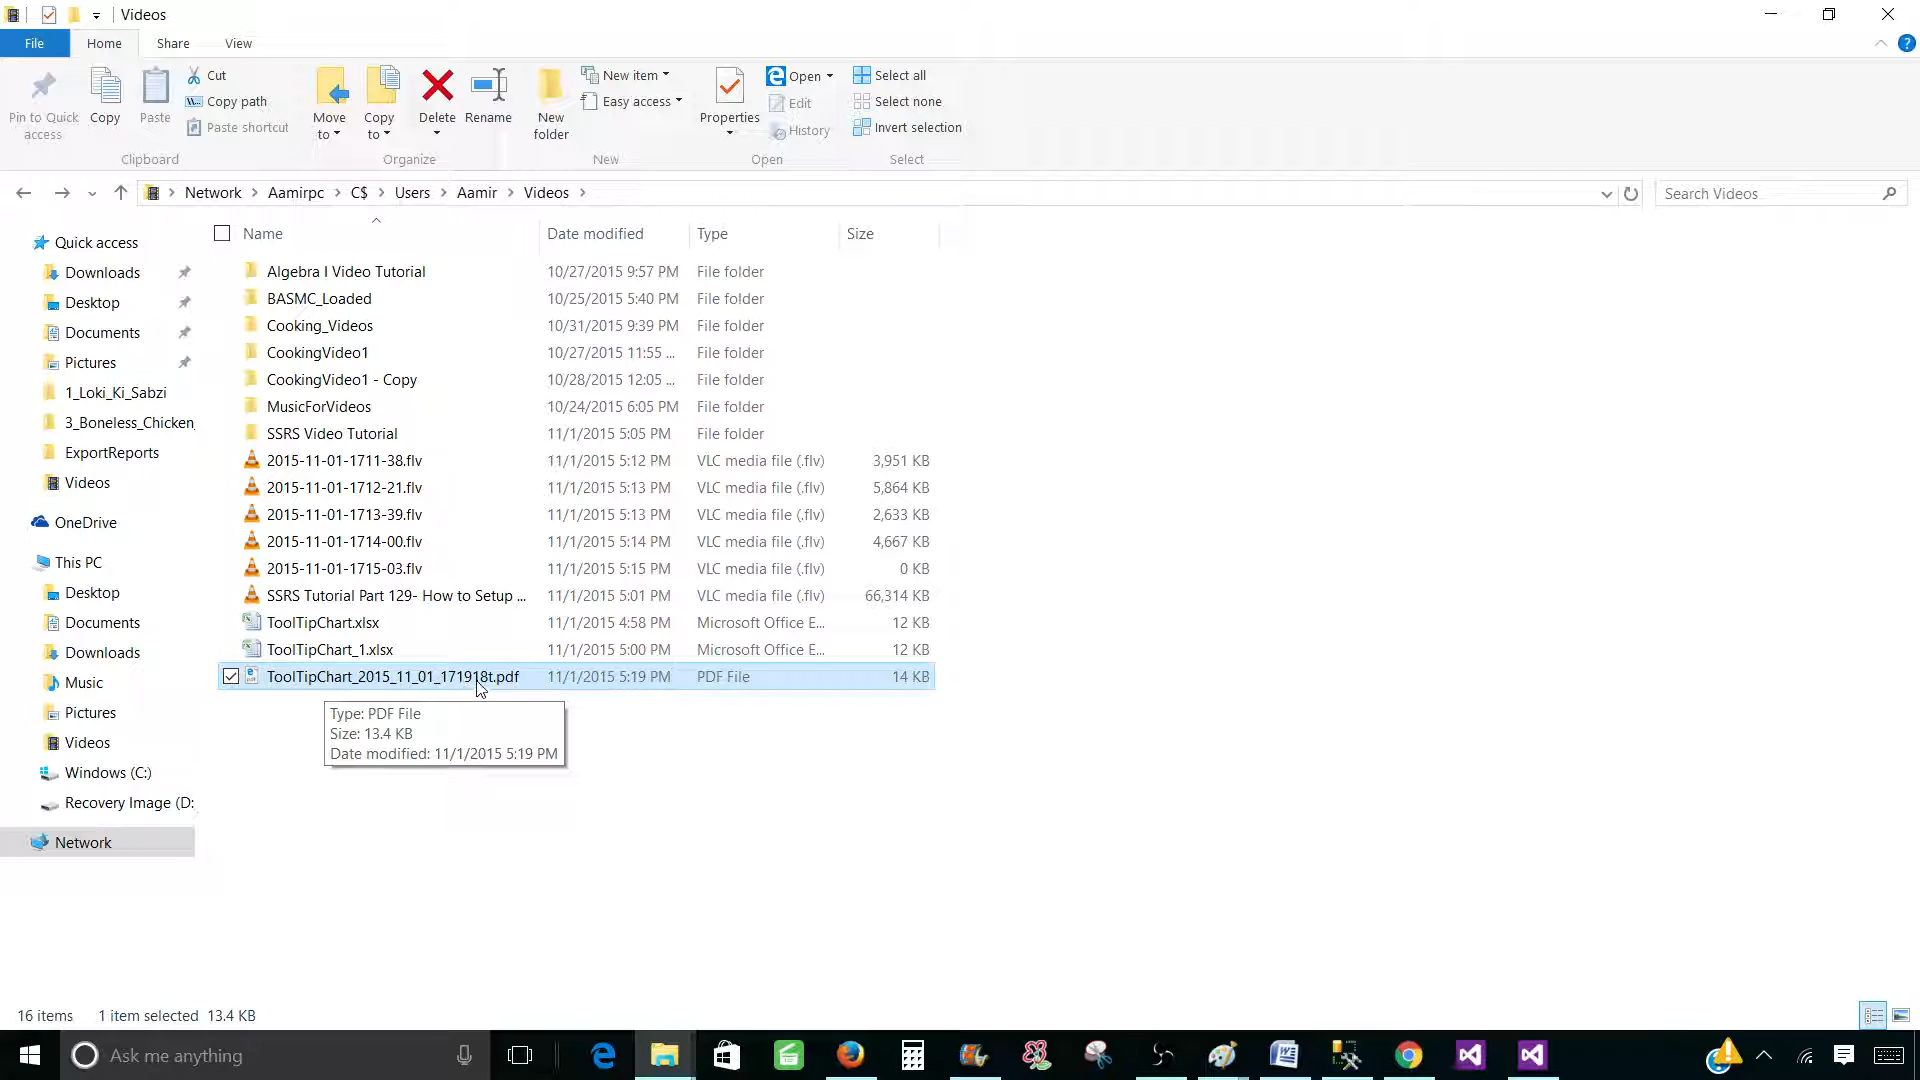 Videos
File Home Share View
Pin to Quick access
Copy
Paste
Cut
Copy path
Paste shortcut
Clipboard
Move to
Copy to
Delete
Rename
Organize
New folder
New item
Easy access
New
Properties
Open
Edit
History
Open
Select all
Select none
Invert selection
Select
Network > Aamirpc > C$ > Users > Aamir > Videos >
Search Videos
Quick access
Downloads
Desktop
Documents
Pictures
1_Loki_Ki_Sabzi
3_Boneless_Chicken_
ExportReports
Videos
OneDrive
This PC
Desktop
Documents
Downloads
Music
Pictures
Videos
Windows (C:)
Recovery Image (D:
Network
Name Date modified Type Size
Algebra I Video Tutorial 10/27/2015 9:57 PM File folder
BASMC_Loaded 10/25/2015 5:40 PM File folder
Cooking_Videos 10/31/2015 9:39 PM File folder
CookingVideo1 10/27/2015 11:55 ... File folder
CookingVideo1 - Copy 10/28/2015 12:05 ... File folder
MusicForVideos 10/24/2015 6:05 PM File folder
SSRS Video Tutorial 11/1/2015 5:05 PM File folder
2015-11-01-1711-38.flv 11/1/2015 5:12 PM VLC media file (.flv) 3,951 KB
2015-11-01-1712-21.flv 11/1/2015 5:13 PM VLC media file (.flv) 5,864 KB
2015-11-01-1713-39.flv 11/1/2015 5:13 PM VLC media file (.flv) 2,633 KB
2015-11-01-1714-00.flv 11/1/2015 5:14 PM VLC media file (.flv) 4,667 KB
2015-11-01-1715-03.flv 11/1/2015 5:15 PM VLC media file (.flv) 0 KB
SSRS Tutorial Part 129- How to Setup ... 11/1/2015 5:01 PM VLC media file (.flv) 66,314 KB
ToolTipChart.xlsx 11/1/2015 4:58 PM Microsoft Office E... 12 KB
ToolTipChart_1.xlsx 11/1/2015 5:00 PM Microsoft Office E... 12 KB
ToolTipChart_2015_11_01_171918t.pdf 11/1/2015 5:19 PM PDF File 14 KB
Type: PDF File
Size: 13.4 KB
Date modified: 11/1/2015 5:19 PM
16 items 1 item selected 13.4 KB
Ask me anything